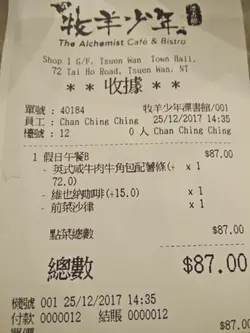 牧羊少年
The Alchemist Café & Bistro
Shop 1 G/F, Tsuen Wan Town Hall,
72 Tai Ho Road, Tsuen Wan, NT
**收據**
單號: 40184 牧羊少年漂書館/001
員工: Chan Ching Ching 25/12/2017 14:35
檯號: 12 0 人 Chan Ching Ching
1 假日午餐B $87.00
- 英式咸牛肉牛角包配薯條(+ x 1
72.0)
- 維也納咖啡(+15.0) x 1
- 前菜沙律 x 1
點菜總數 $87.00
總數 $87.00
機號 001 25/12/2017 14:35
付款 0000012 結賬 0000012